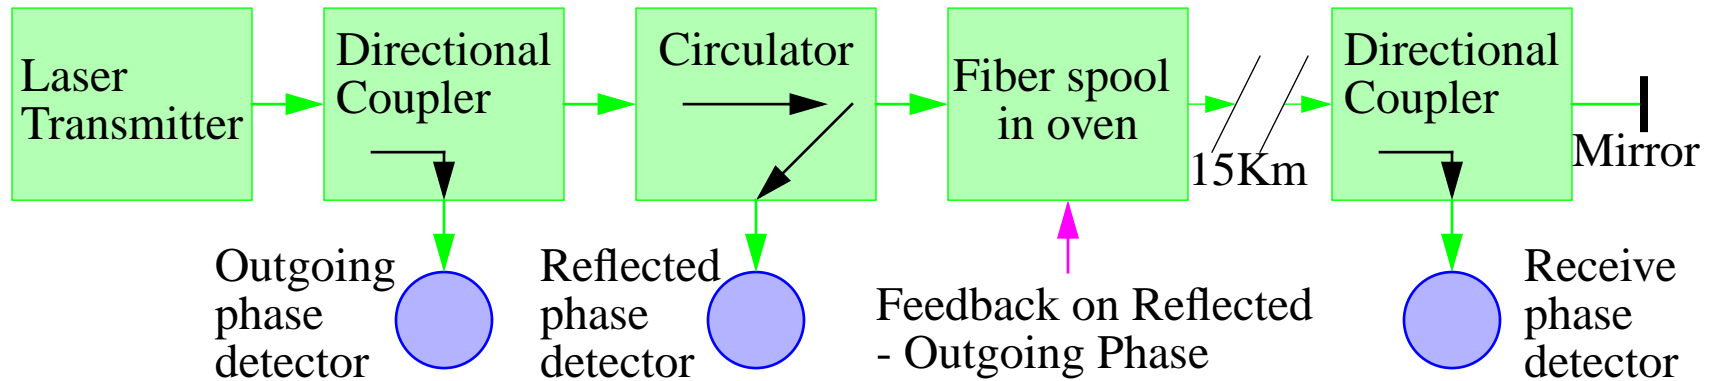 Laser
Transmitter
Directional
Coupler
Circulator
Fiber spool
in oven
15Km
Directional
Coupler
Mirror
Outgoing
phase
detector
Reflected
phase
detector
Feedback on Reflected
- Outgoing Phase
Receive
phase
detector